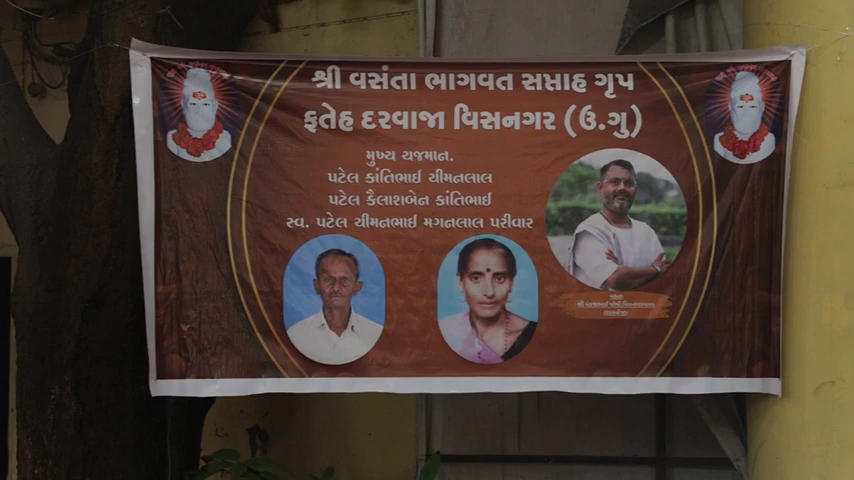 શ્રી વસંતા ભાગવત સપ્તાહ ગૃપ
ફતેહ દરવાજા વિસનગર (ઉ.ગુ)
મુખ્ય યજમાન.
પટેલ કાંતિભાઈ ચીમનલાલ
પટેલ કૈલાશબેન કાંતિભાઈ
સ્વ. પટેલ ચીમનભાઈ મગનલાલ પરીવાર